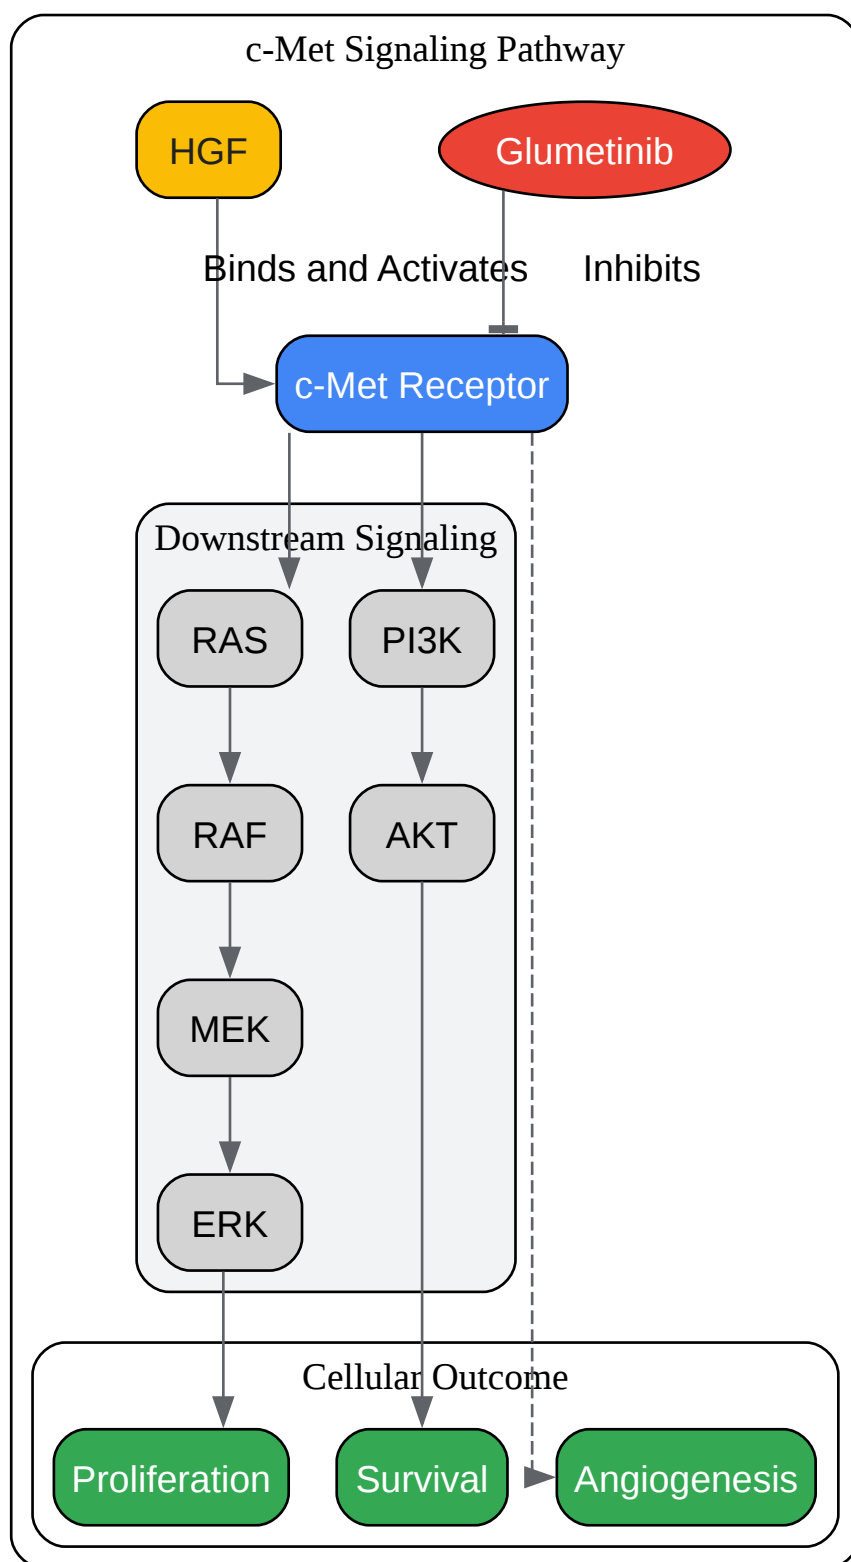 c-Met Signaling Pathway
HGF
Glumetinib
Binds and Activates
Inhibits
c-Met Receptor
Downstream Signaling
RAS
PI3K
RAF
AKT
MEK
ERK
Cellular Outcome
Proliferation
Survival
Angiogenesis